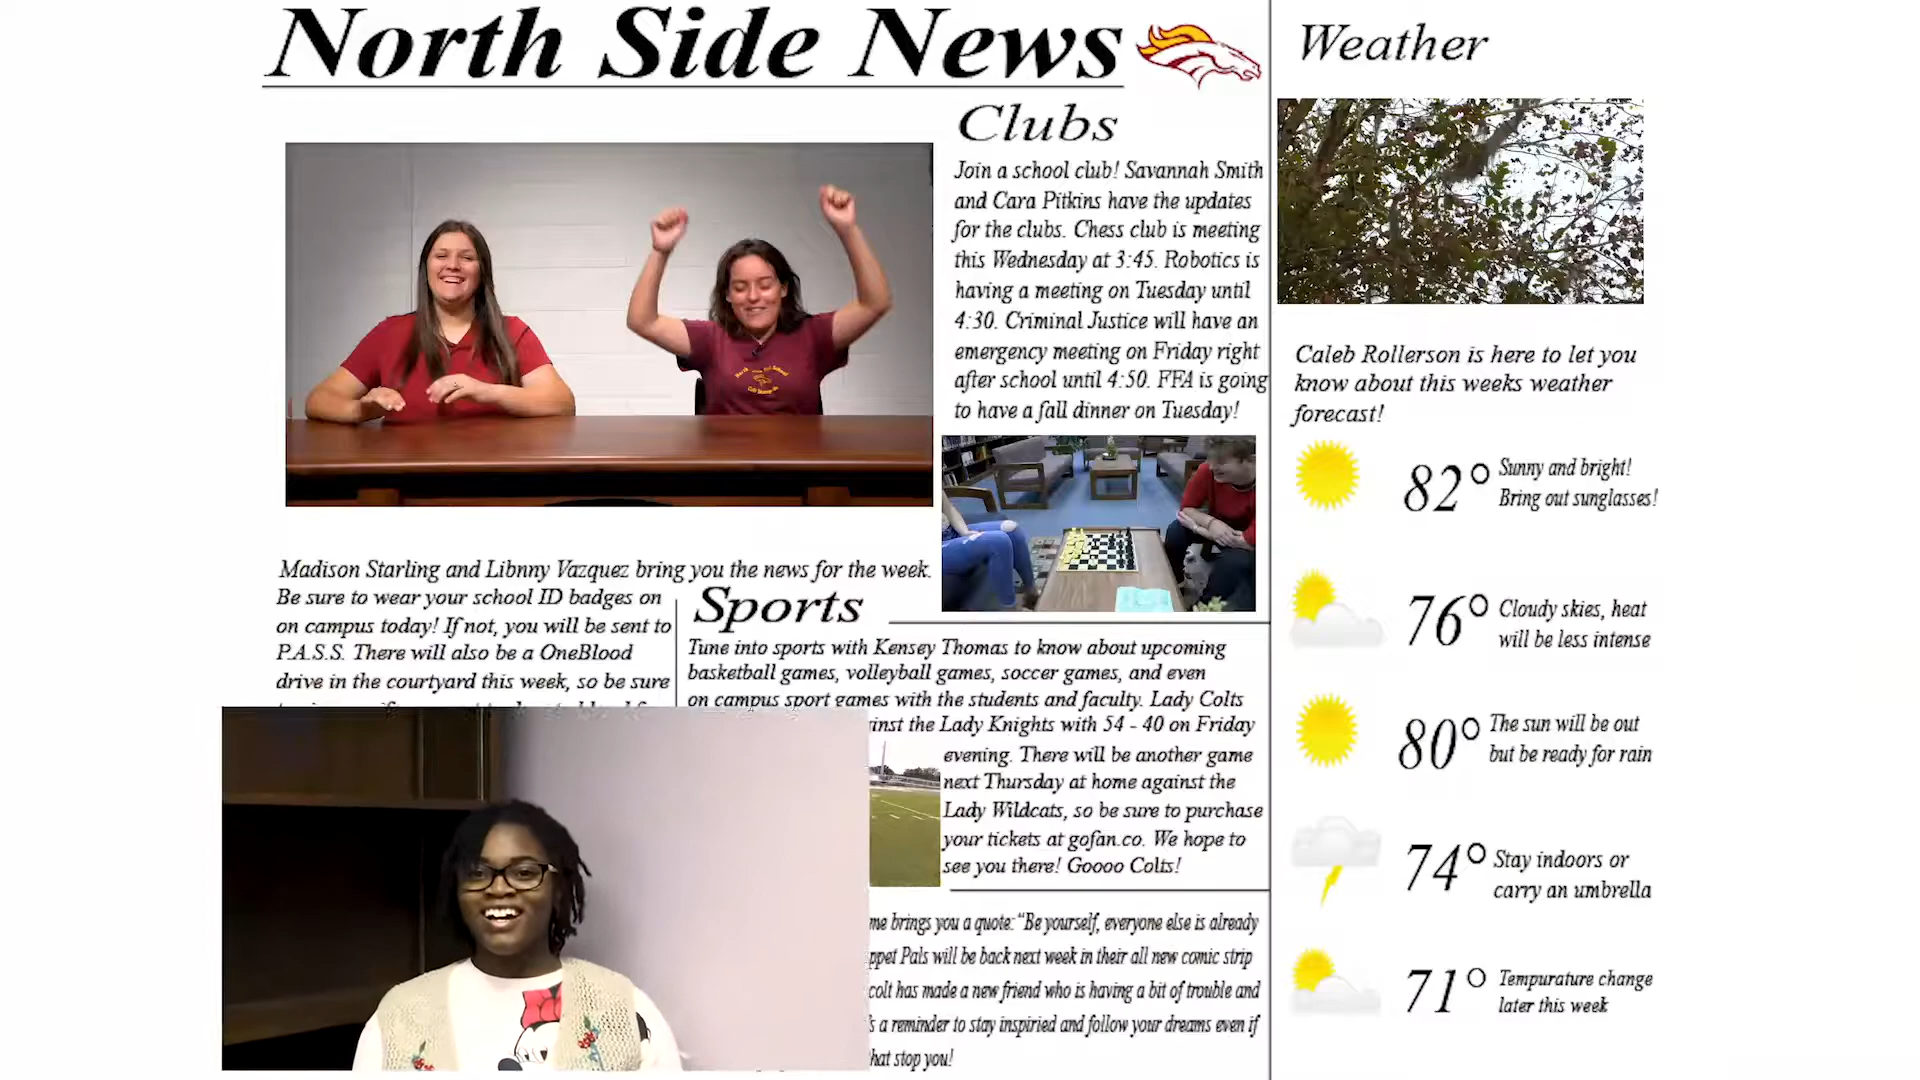 North Side News
Clubs
Join a school club! Savannah Smith
and Cara Pitkins have the updates
for the clubs. Chess club is meeting
this Wednesday at 3:45. Robotics is
having a meeting on Tuesday until
4:30. Criminal Justice will have an
emergency meeting on Friday right
after school until 4:50. FFA is going
to have a fall dinner on Tuesday!
Madison Starling and Libnny Vazquez bring you the news for the week.
Be sure to wear your school ID badges on
on campus today! If not, you will be sent to
P.A.S.S. There will also be a OneBlood
drive in the courtyard this week, so be sure
Sports
Tune into sports with Kensey Thomas to know about upcoming
basketball games, volleyball games, soccer games, and even
on campus sport games with the students and faculty. Lady Colts
inst the Lady Knights with 54 - 40 on Friday
evening. There will be another game
next Thursday at home against the
Lady Wildcats, so be sure to purchase
your tickets at gofan.co. We hope to
see you there! Goooo Colts!
me brings you a quote: "Be yourself, everyone else is already
ppet Pals will be back next week in their all new comic strip
colt has made a new friend who is having a bit of trouble and
's a reminder to stay inspiried and follow your dreams even if
hat stop you!
Weather
Caleb Rollerson is here to let you
know about this weeks weather
forecast!
82° Sunny and bright!
Bring out sunglasses!
76° Cloudy skies, heat
will be less intense
80° The sun will be out
but be ready for rain
74° Stay indoors or
carry an umbrella
71° Tempurature change
later this week